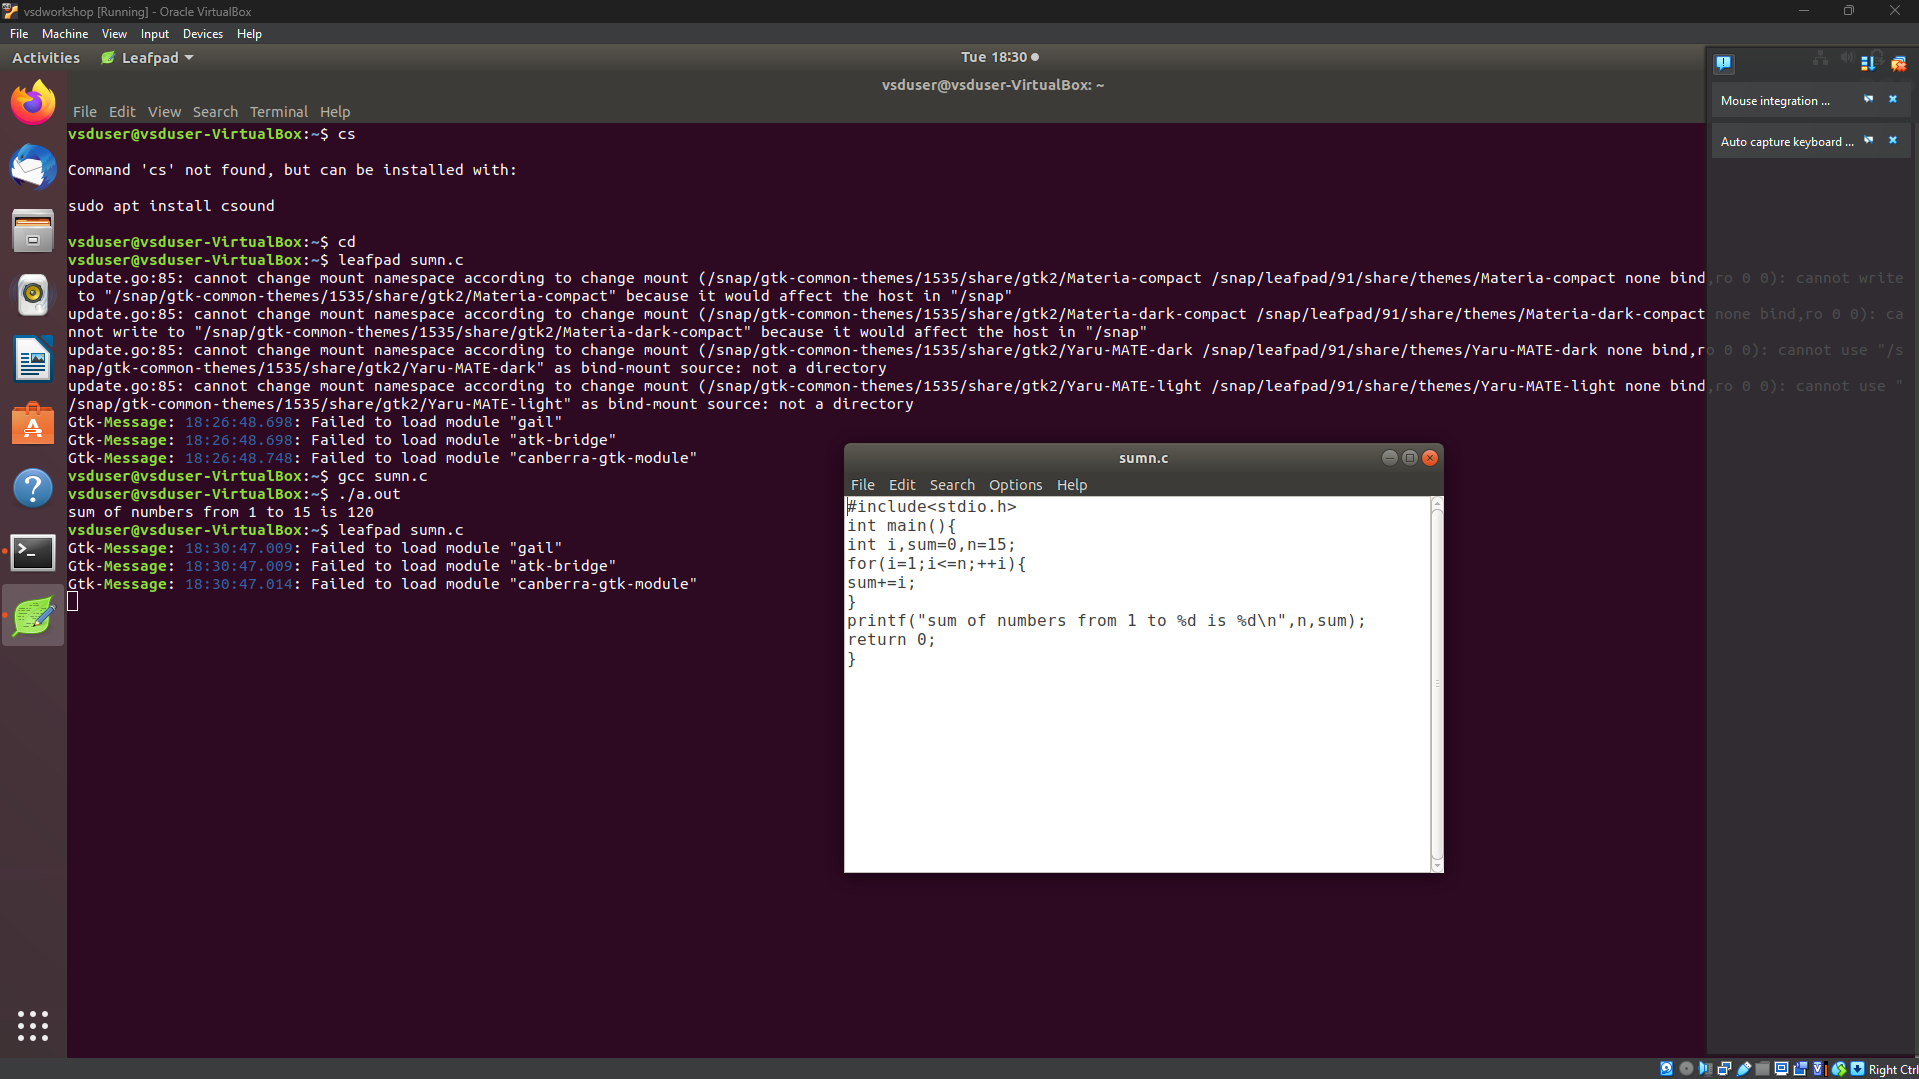 vsdworkshop [Running] - Oracle VirtualBox
File Machine View Input Devices Help
Activities Leafpad Tue 18:30
vsduser@vsduser-VirtualBox: ~
File Edit View Search Terminal Help
vsduser@vsduser-VirtualBox:~$ cs
Command 'cs' not found, but can be installed with:
sudo apt install csound
vsduser@vsduser-VirtualBox:~$ cd
vsduser@vsduser-VirtualBox:~$ leafpad sumn.c
update.go:85: cannot change mount namespace according to change mount (/snap/gtk-common-themes/1535/share/gtk2/Materia-compact /snap/leafpad/91/share/themes/Materia-compact none bind,ro 0 0): cannot write
to "/snap/gtk-common-themes/1535/share/gtk2/Materia-compact" because it would affect the host in "/snap"
update.go:85: cannot change mount namespace according to change mount (/snap/gtk-common-themes/1535/share/gtk2/Materia-dark-compact /snap/leafpad/91/share/themes/Materia-dark-compact none bind,ro 0 0): ca
nnot write to "/snap/gtk-common-themes/1535/share/gtk2/Materia-dark-compact" because it would affect the host in "/snap"
update.go:85: cannot change mount namespace according to change mount (/snap/gtk-common-themes/1535/share/gtk2/Yaru-MATE-dark /snap/leafpad/91/share/themes/Yaru-MATE-dark none bind,ro 0 0): cannot use "/s
nap/gtk-common-themes/1535/share/gtk2/Yaru-MATE-dark" as bind-mount source: not a directory
update.go:85: cannot change mount namespace according to change mount (/snap/gtk-common-themes/1535/share/gtk2/Yaru-MATE-light /snap/leafpad/91/share/themes/Yaru-MATE-light none bind,ro 0 0): cannot use "
/snap/gtk-common-themes/1535/share/gtk2/Yaru-MATE-light" as bind-mount source: not a directory
Gtk-Message: 18:26:48.698: Failed to load module "gail"
Gtk-Message: 18:26:48.698: Failed to load module "atk-bridge"
Gtk-Message: 18:26:48.748: Failed to load module "canberra-gtk-module"
vsduser@vsduser-VirtualBox:~$ gcc sumn.c
vsduser@vsduser-VirtualBox:~$ ./a.out
sum of numbers from 1 to 15 is 120
vsduser@vsduser-VirtualBox:~$ leafpad sumn.c
Gtk-Message: 18:30:47.009: Failed to load module "gail"
Gtk-Message: 18:30:47.009: Failed to load module "atk-bridge"
Gtk-Message: 18:30:47.014: Failed to load module "canberra-gtk-module"
sumn.c
File Edit Search Options Help
#include<stdio.h>
int main(){
int i,sum=0,n=15;
for(i=1;i<=n;++i){
sum+=i;
}
printf("sum of numbers from 1 to %d is %d\n",n,sum);
return 0;
}
Mouse integration ...
Auto capture keyboard ...
Right Ctrl